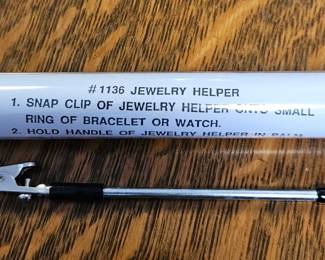 #1136 JEWELRY HELPER
1. SNAP CLIP OF JEWELRY HELPER ONTO SMALL
RING OF BRACELET OR WATCH.
2. HOLD HANDLE OF JEWELRY HELPER IN PALM